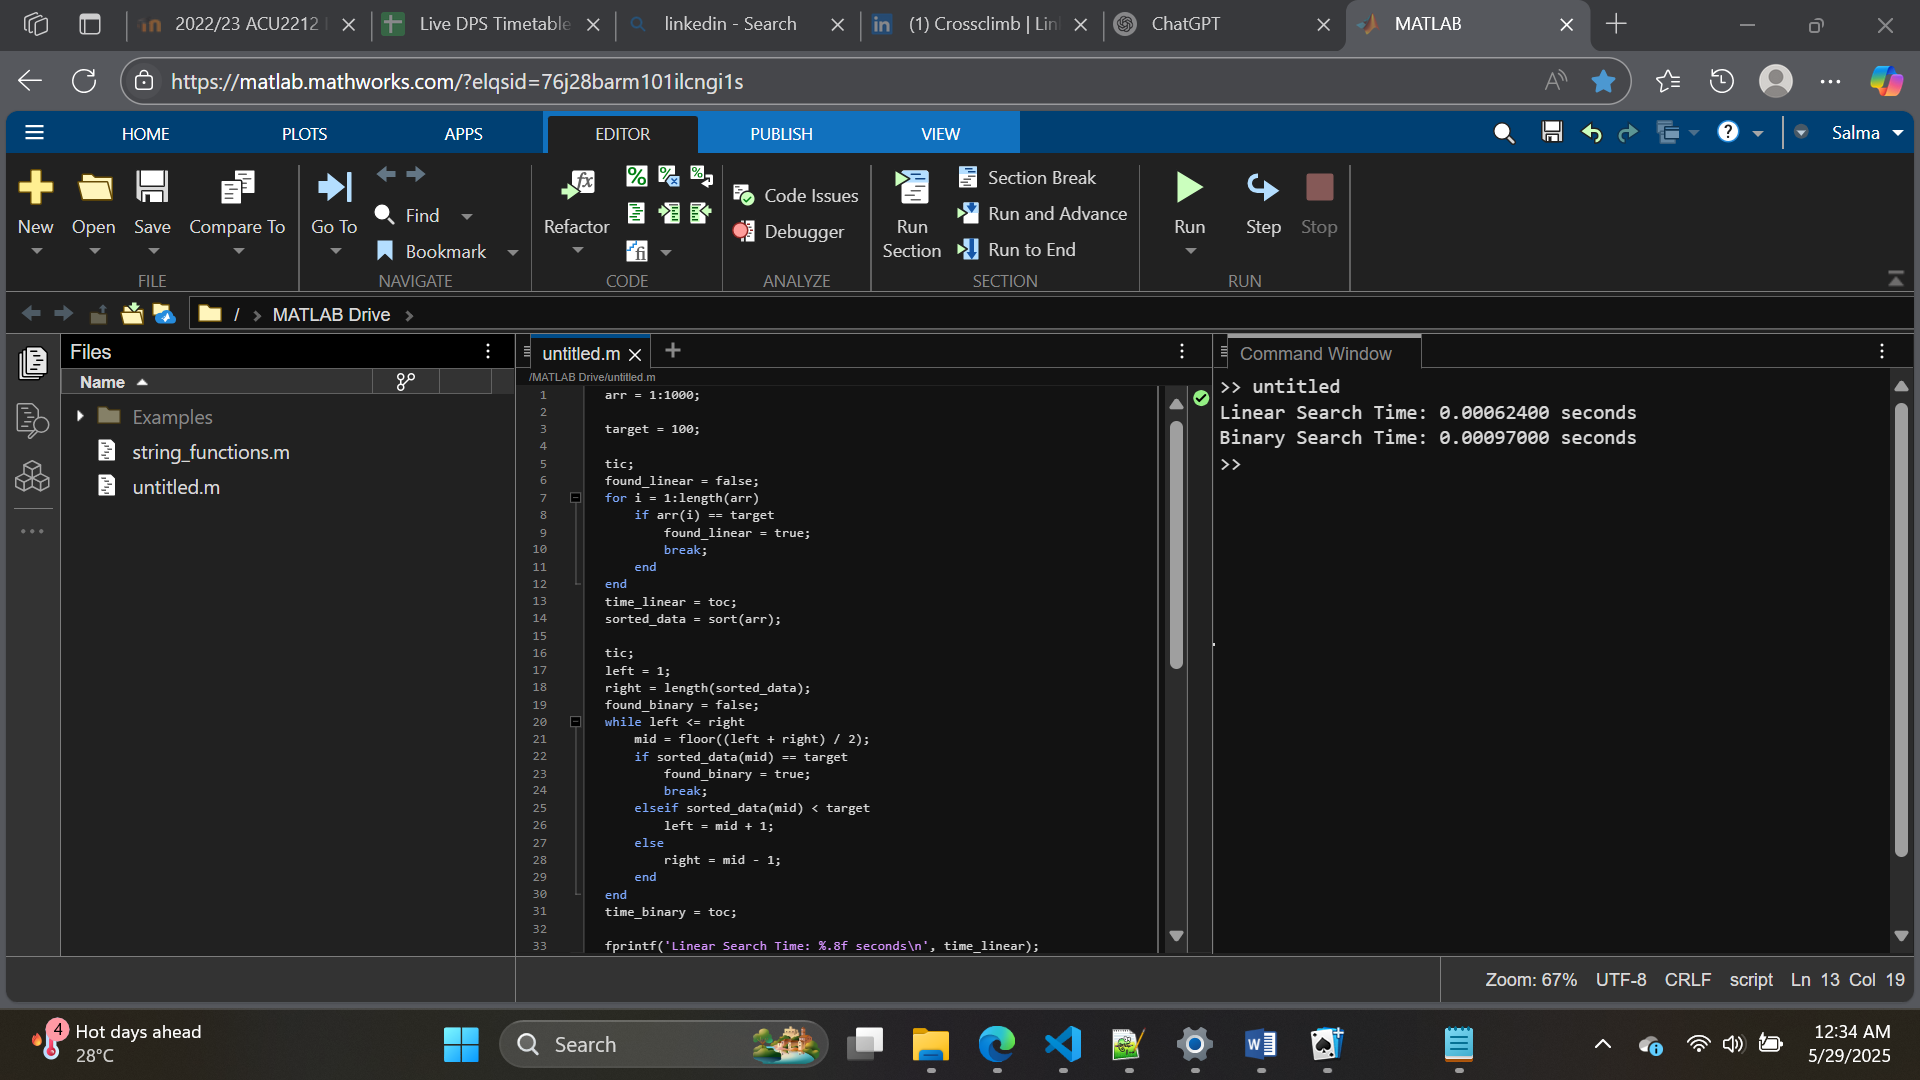 2022/23 ACU2212
Live DPS Timetable
linkedin - Search
(1) Crossclimb | Lin
ChatGPT
MATLAB
https://matlab.mathworks.com/?elqsid=76j28barm101ilcngi1s
HOME
PLOTS
APPS
EDITOR
PUBLISH
VIEW
Salma
New
Open
Save
Compare To
FILE
Go To
Find
Bookmark
NAVIGATE
Refactor
CODE
Code Issues
Debugger
ANALYZE
Run
Section
Section Break
Run and Advance
Run to End
SECTION
Run
Step
Stop
RUN
/ > MATLAB Drive >
Files
Name
Examples
string_functions.m
untitled.m
untitled.m
/MATLAB Drive/untitled.m
1 arr = 1:1000;
2
3 target = 100;
4
5 tic;
6 found_linear = false;
7 for i = 1:length(arr)
8 if arr(i) == target
9 found_linear = true;
10 break;
11 end
12 end
13 time_linear = toc;
14 sorted_data = sort(arr);
15
16 tic;
17 left = 1;
18 right = length(sorted_data);
19 found_binary = false;
20 while left <= right
21 mid = floor((left + right) / 2);
22 if sorted_data(mid) == target
23 found_binary = true;
24 break;
25 elseif sorted_data(mid) < target
26 left = mid + 1;
27 else
28 right = mid - 1;
29 end
30 end
31 time_binary = toc;
32
33 fprintf('Linear Search Time: %.8f seconds\n', time_linear);
Command Window
>> untitled
Linear Search Time: 0.00062400 seconds
Binary Search Time: 0.00097000 seconds
>>
Zoom: 67% UTF-8 CRLF script Ln 13 Col 19
4
Hot days ahead
28°C
Search
12:34 AM
5/29/2025